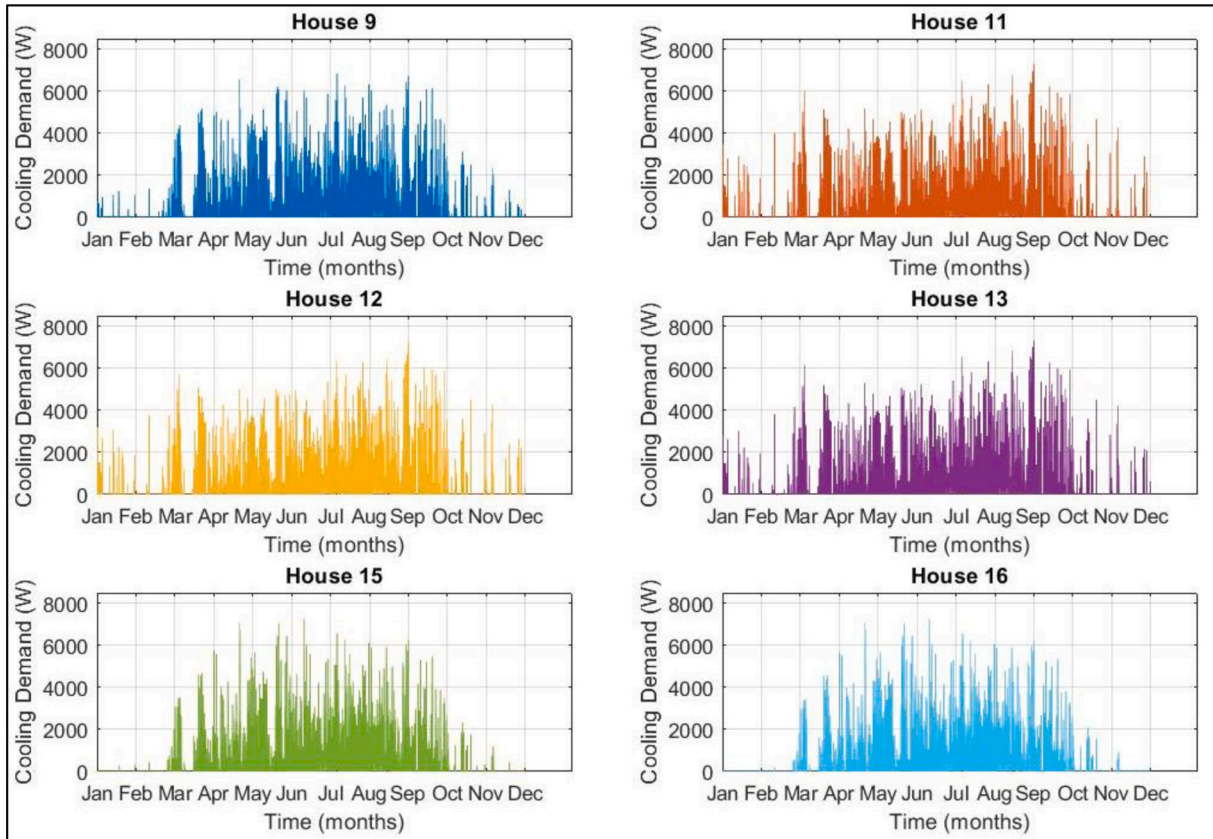 House 9
Cooling Demand (W)
8000
6000
4000
2000
0
Jan Feb Mar Apr May Jun Jul Aug Sep Oct Nov Dec
Time (months)
House 11
Cooling Demand (W)
8000
6000
4000
2000
0
Jan Feb Mar Apr May Jun Jul Aug Sep Oct Nov Dec
Time (months)
House 12
Cooling Demand (W)
8000
6000
4000
2000
0
Jan Feb Mar Apr May Jun Jul Aug Sep Oct Nov Dec
Time (months)
House 13
Cooling Demand (W)
8000
6000
4000
2000
0
Jan Feb Mar Apr May Jun Jul Aug Sep Oct Nov Dec
Time (months)
House 15
Cooling Demand (W)
8000
6000
4000
2000
0
Jan Feb Mar Apr May Jun Jul Aug Sep Oct Nov Dec
Time (months)
House 16
Cooling Demand (W)
8000
6000
4000
2000
0
Jan Feb Mar Apr May Jun Jul Aug Sep Oct Nov Dec
Time (months)